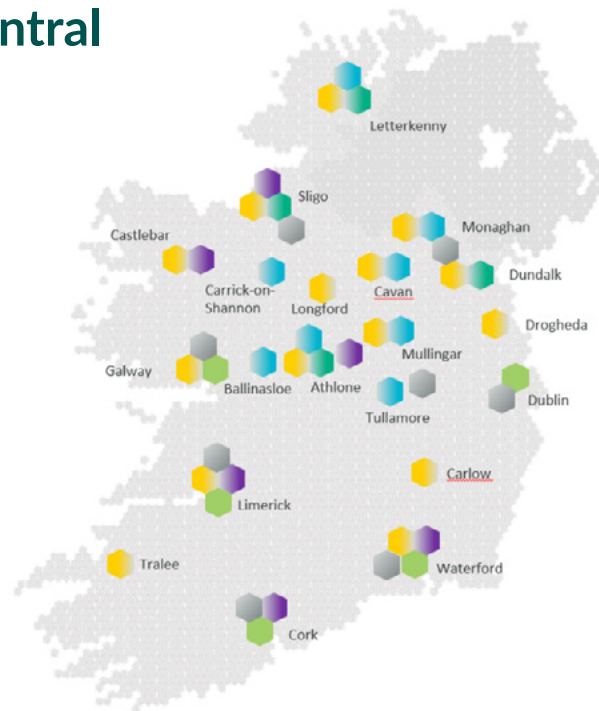 ntral
Letterkenny
Sligo
Castlebar
Monaghan
Carrick-on-
Shannon
Longford
Cavan
Dundalk
Drogheda
Mullingar
Galway
Ballinasloe
Athlone
Tullamore
Dublin
Carlow
Limerick
Tralee
Waterford
Cork